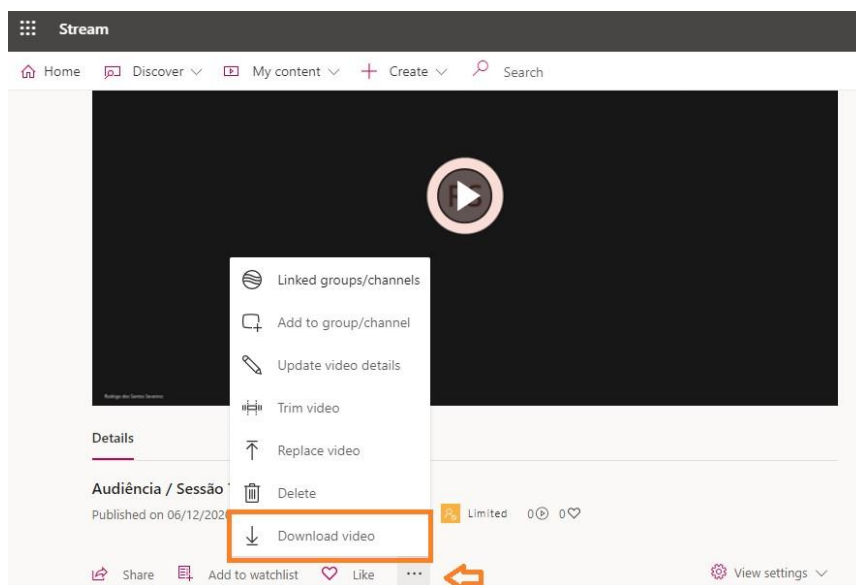 Stream
Home Discover My content Create Search
Linked groups/channels
Add to group/channel
Update video details
Trim video
Replace video
Delete
Download video
Details
Audiência / Sessão
Published on 06/12/202 Limited 0 0
Share Add to watchlist Like ... View settings